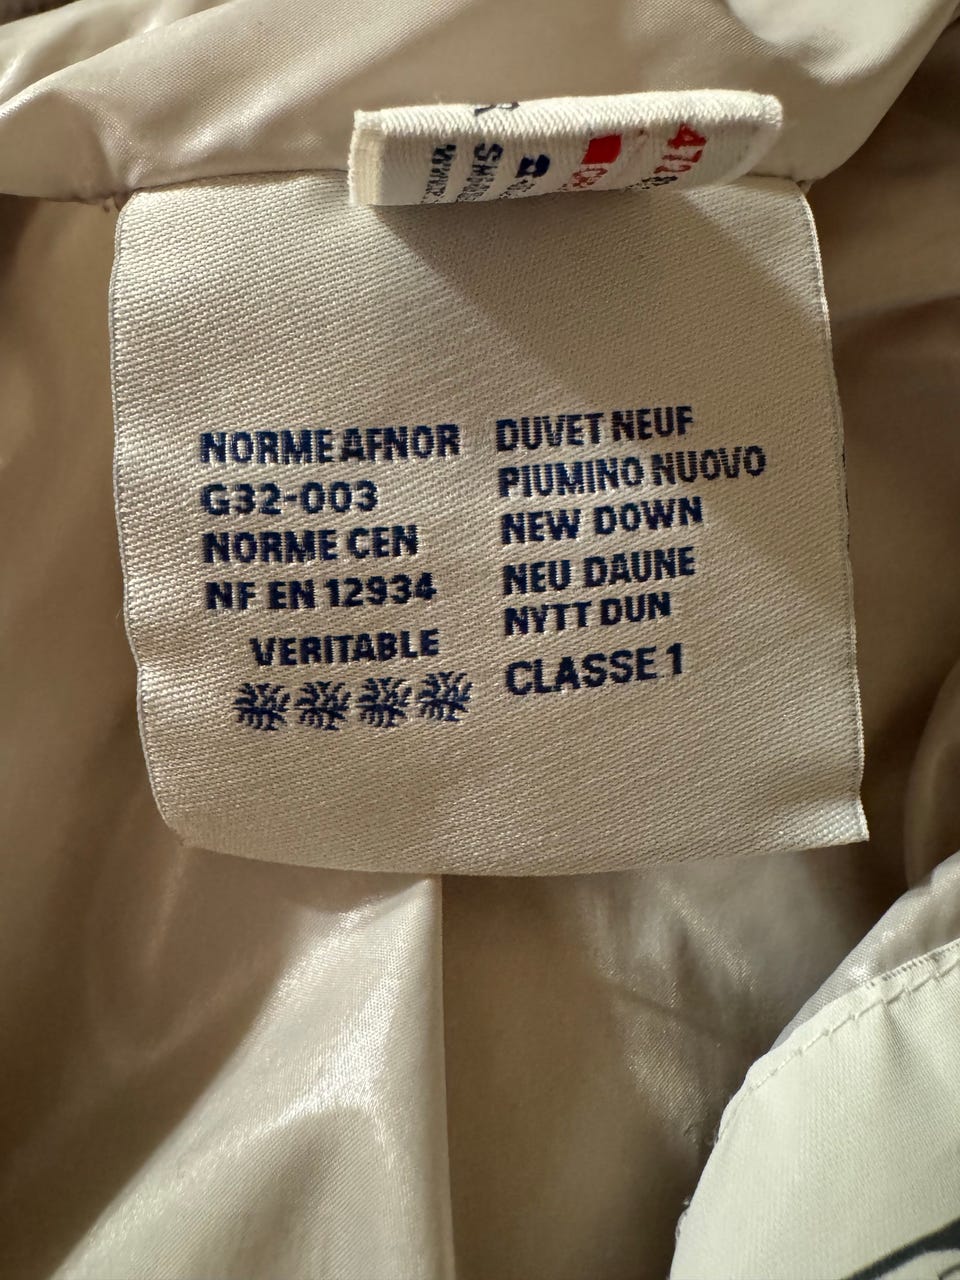 NORME AFNOR
G32-003
NORME CEN
NF EN 12934
VERITABLE
DUVET NEUF
PIUMINO NUOVO
NEW DOWN
NEU DAUNE
NYTT DUN
CLASSE 1